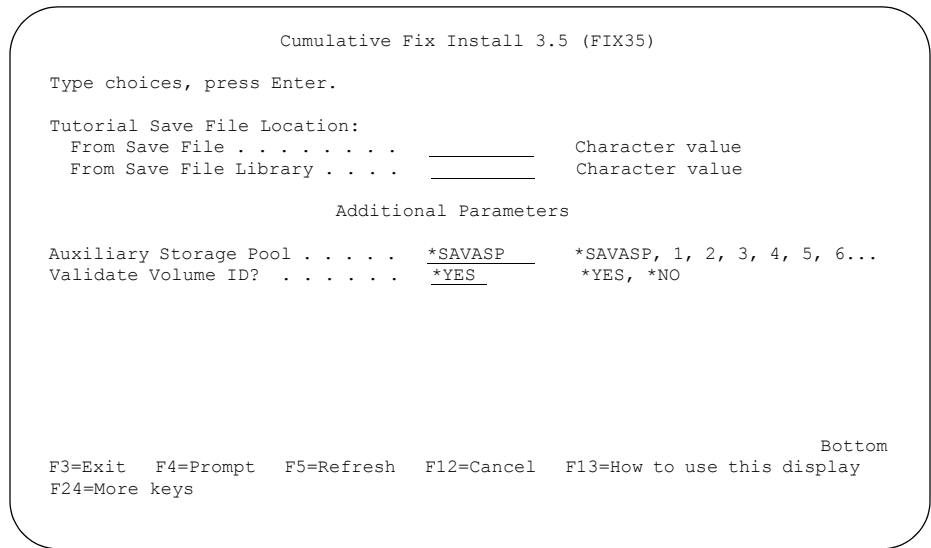 Cumulative Fix Install 3.5 (FIX35)
Type choices, press Enter.
Tutorial Save File Location:
From Save File . . . . . . . . Character value
From Save File Library . . . . Character value
Additional Parameters
Auxiliary Storage Pool . . . . . *SAVASP *SAVASP, 1, 2, 3, 4, 5, 6...
Validate Volume ID? . . . . . . *YES *YES, *NO
Bottom
F3=Exit F4=Prompt F5=Refresh F12=Cancel F13=How to use this display
F24=More keys